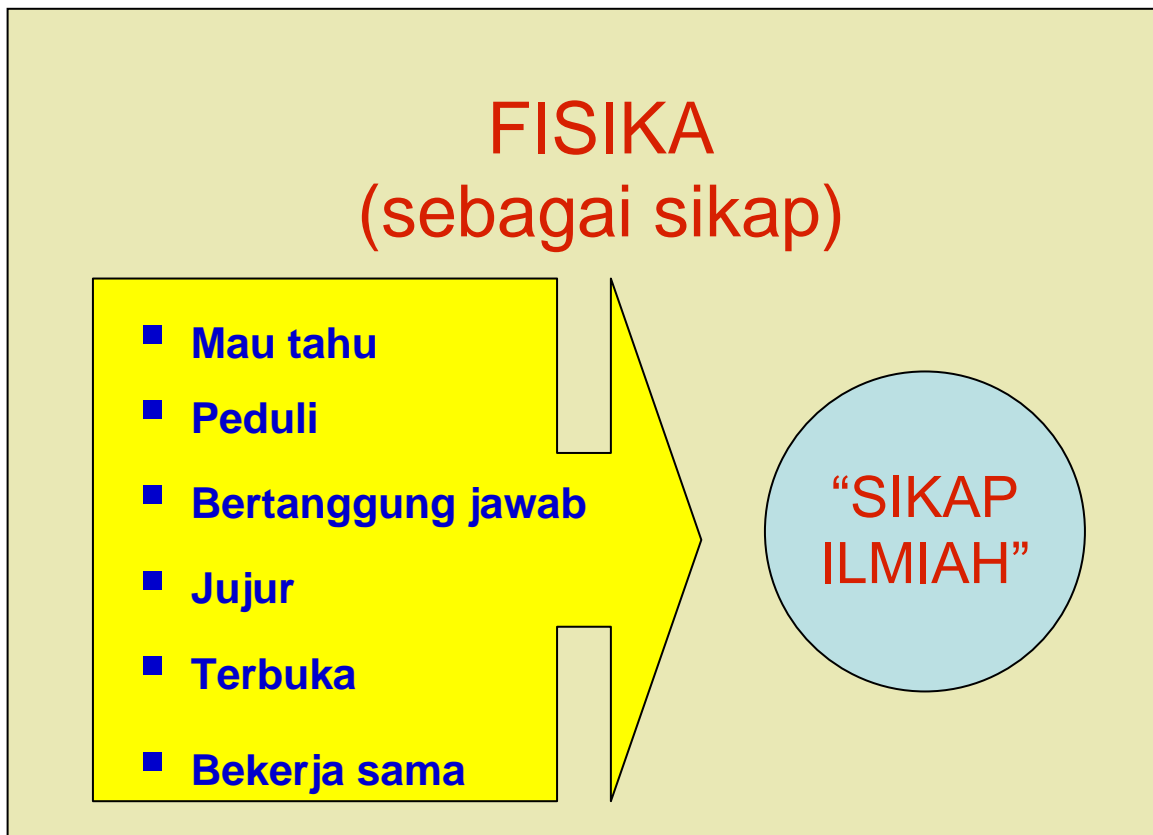 FISIKA
(sebagai sikap)
▪ Mau tahu
▪ Peduli
▪ Bertanggung jawab
▪ Jujur
▪ Terbuka
▪ Bekerja sama
“SIKAP
ILMIAH”